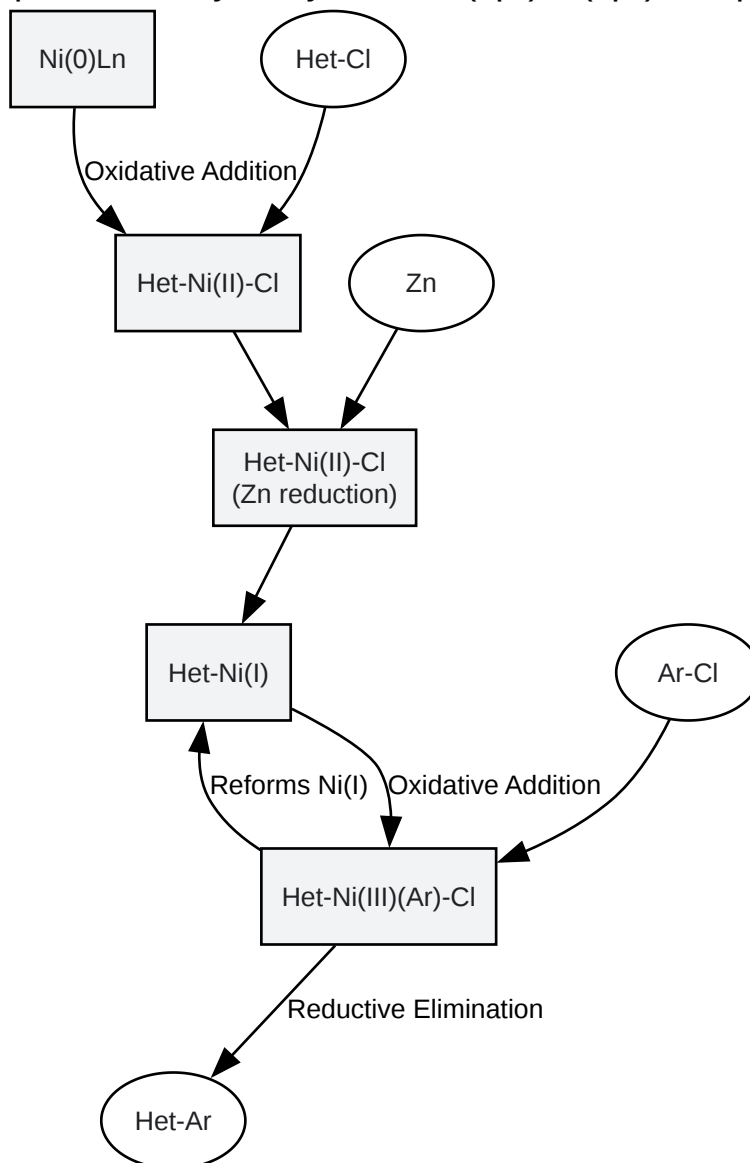 Ni(0)Ln
Het-Cl
Oxidative Addition
Het-Ni(II)-Cl
Zn
Het-Ni(II)-Cl
(Zn reduction)
Het-Ni(I)
Ar-Cl
Reforms Ni(I)
Oxidative Addition
Het-Ni(III)(Ar)-Cl
Reductive Elimination
Het-Ar